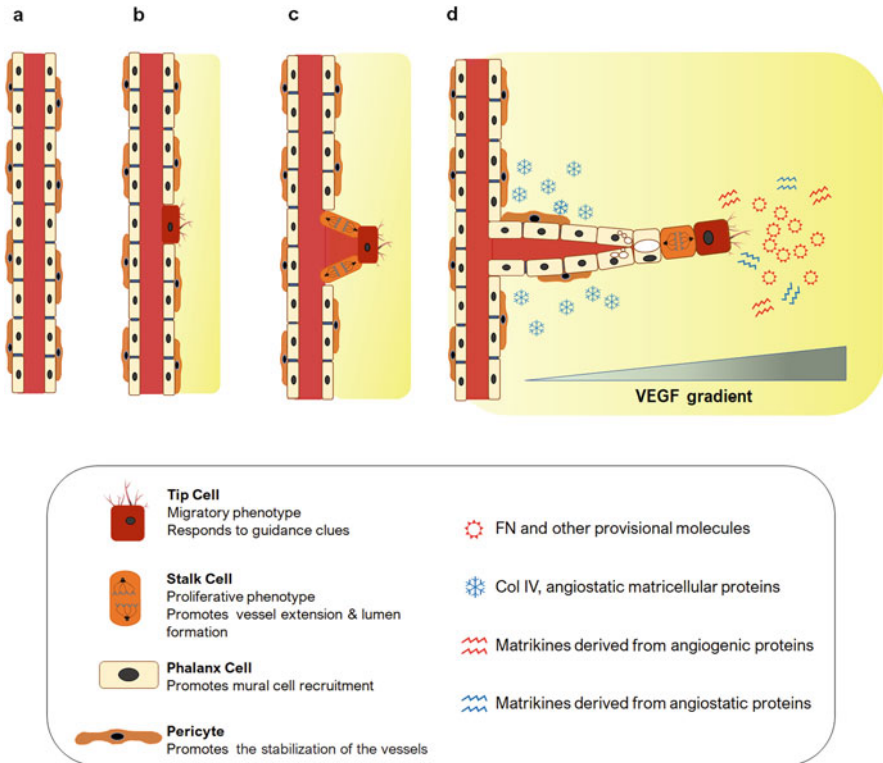 a
b
c
d
VEGF gradient
Tip Cell
Migratory phenotype
Responds to guidance clues
Stalk Cell
Proliferative phenotype
Promotes vessel extension & lumen
formation
Phalanx Cell
Promotes mural cell recruitment
Pericyte
Promotes the stabilization of the vessels
FN and other provisional molecules
Col IV, angiostatic matricellular proteins
Matrikines derived from angiogenic proteins
Matrikines derived from angiostatic proteins